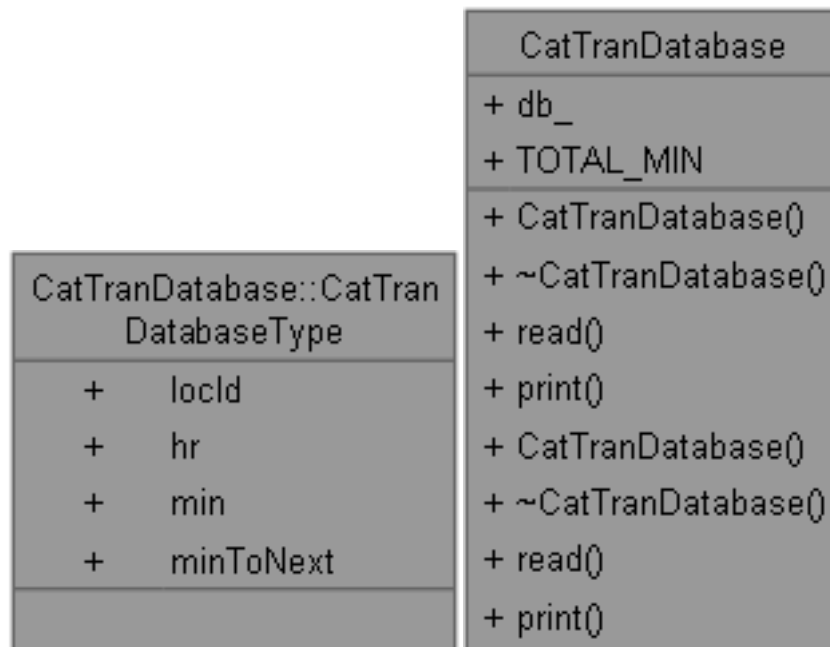 CatTranDatabase::CatTran
DatabaseType
+ locId
+ hr
+ min
+ minToNext
CatTranDatabase
+ db_
+ TOTAL_MIN
+ CatTranDatabase()
+ ~CatTranDatabase()
+ read()
+ print()
+ CatTranDatabase()
+ ~CatTranDatabase()
+ read()
+ print()